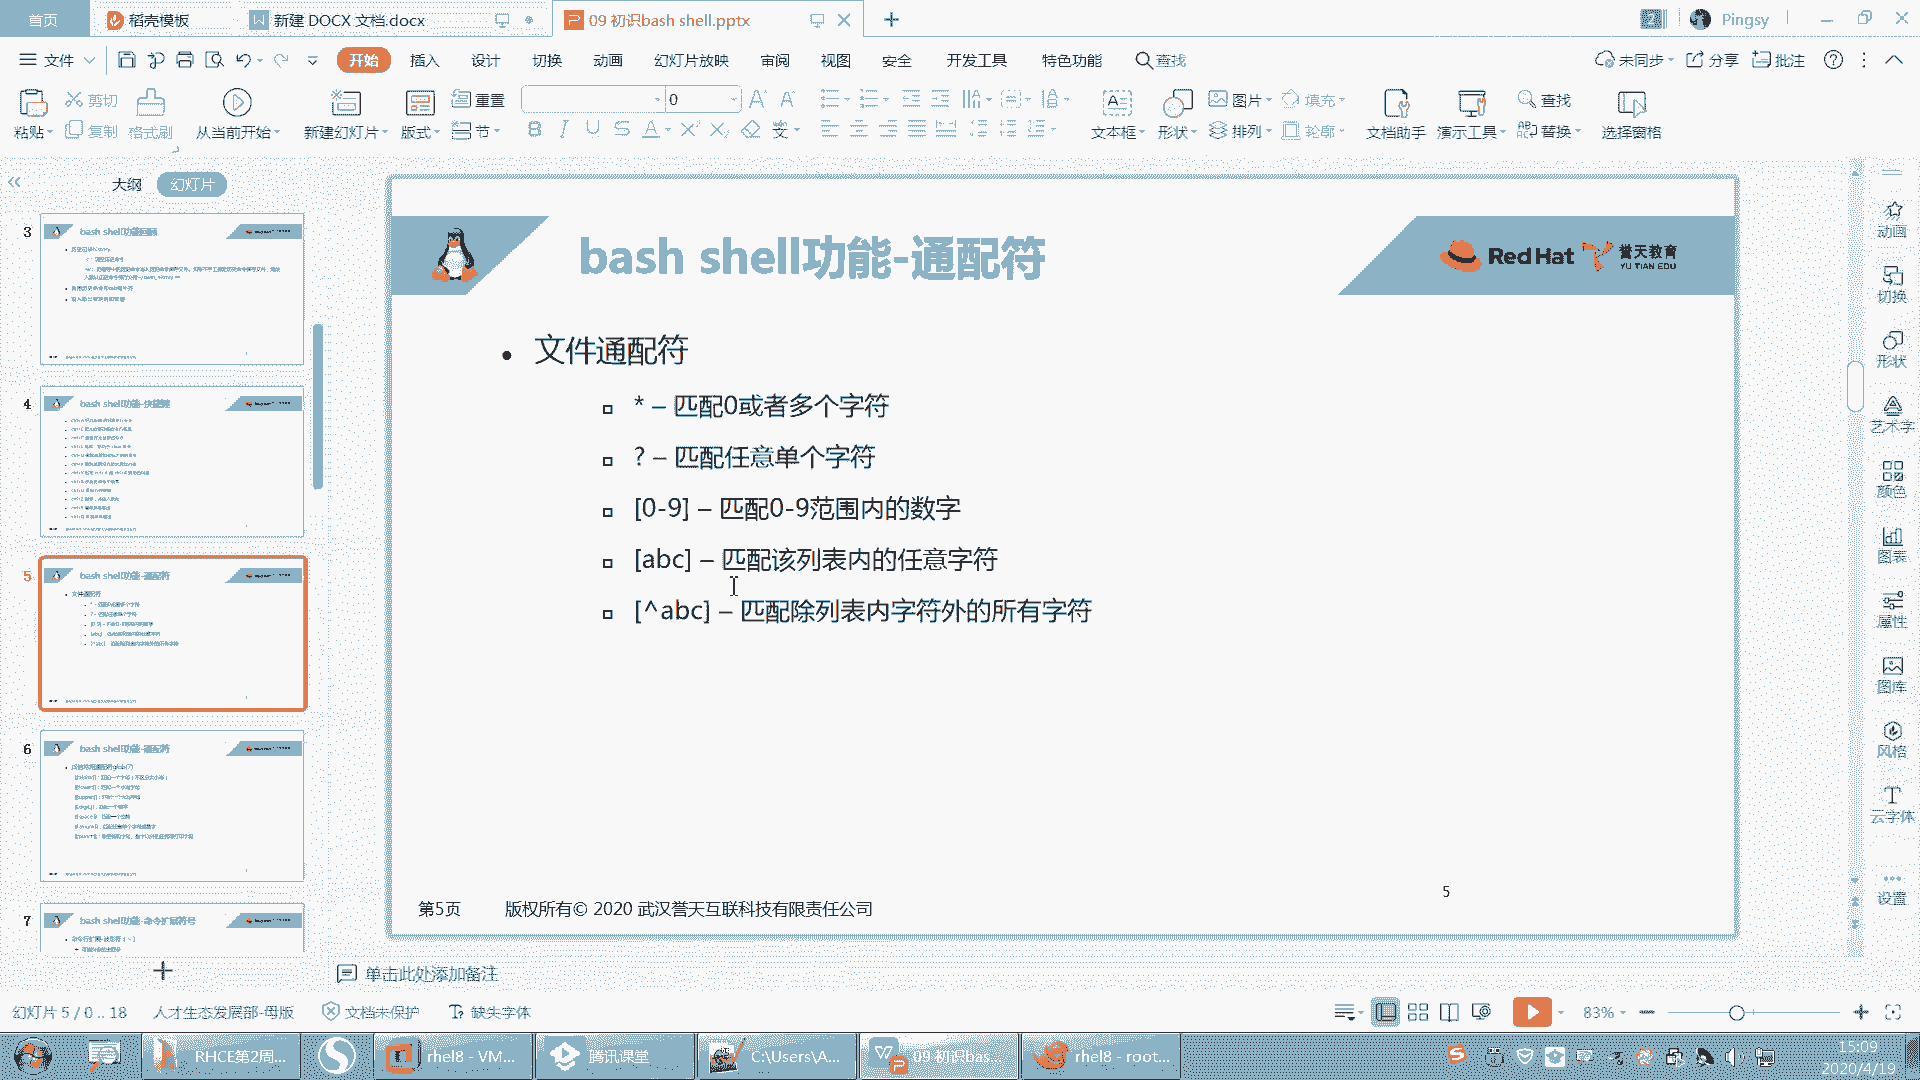 首页
稻壳模板
新建 DOCX 文档.docx
09 初识bash shell.pptx
Pingsy
文件
开始
插入
设计
切换
动画
幻灯片放映
审阅
视图
安全
开发工具
特色功能
查找
未同步
分享
批注
粘贴
剪切
复制
格式刷
从当前开始
新建幻灯片
版式
重置
节
0
文本框
形状
图片
排列
填充
轮廓
文档助手
演示工具
查找
替换
选择窗格
大纲
幻灯片
3
4
bash shell功能-快捷键
5
bash shell功能-通配符
文件通配符
6
bash shell功能-通配符
7
bash shell功能-命令扩展符号
bash shell功能-通配符
Red Hat
誉天教育
YU TIAN EDU
文件通配符
* – 匹配0或者多个字符
? – 匹配任意单个字符
[0-9] – 匹配0-9范围内的数字
[abc] – 匹配该列表内的任意字符
[^abc] – 匹配除列表内字符外的所有字符
5
第5页
版权所有© 2020 武汉誉天互联科技有限责任公司
动画
切换
形状
艺术字
颜色
图表
属性
图库
风格
云字体
设置
单击此处添加备注
幻灯片 5 / 0 .. 18
人才生态发展部-母版
文档未保护
缺失字体
83%
RHCE第2周...
rhel8 - VM...
腾讯课堂
C:\Users\A...
09 初识bas...
rhel8 - root...
15:09
2020/4/19